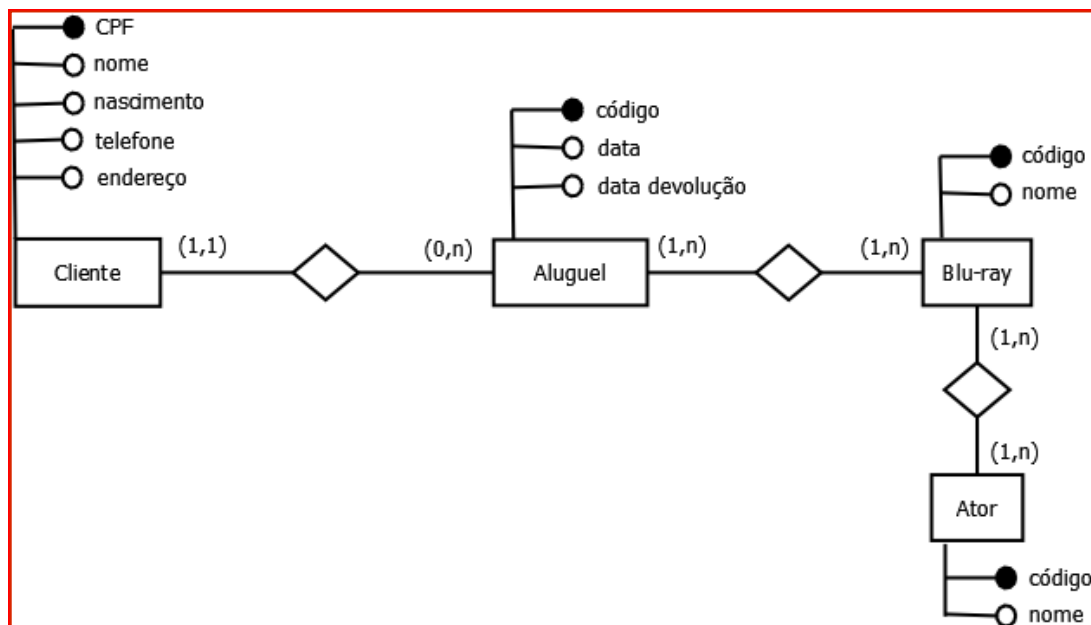 CPF
nome
nascimento
telefone
endereço
código
data
data devolução
código
nome
Cliente
(1,1)
(0,n)
Aluguel
(1,n)
(1,n)
Blu-ray
(1,n)
(1,n)
Ator
código
nome